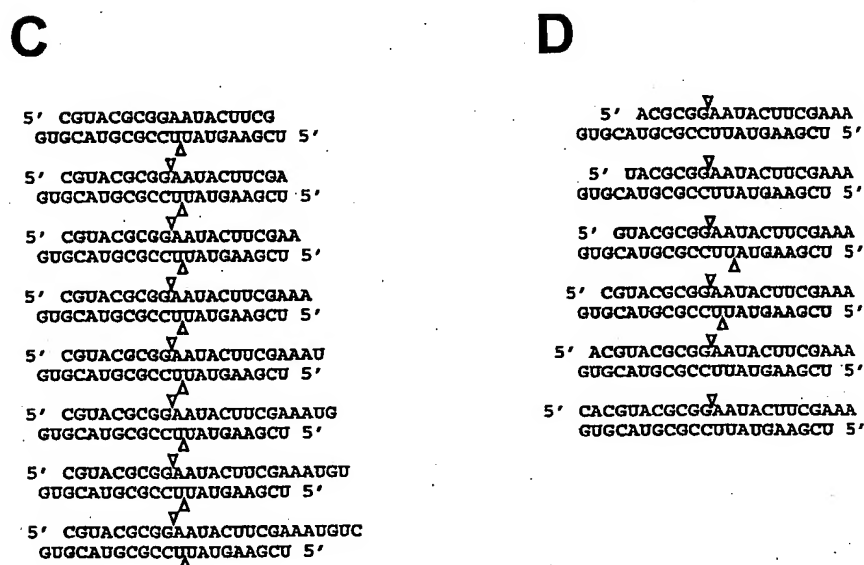 C
5' CGUACGCGGAAUACUUCG
GUGCAUGCGCCUUAUGAAGCU 5'
5' CGUACGCGGAAUACUUCGA
GUGCAUGCGCCUUAUGAAGCU 5'
5' CGUACGCGGAAUACUUCGAA
GUGCAUGCGCCUUAUGAAGCU 5'
5' CGUACGCGGAAUACUUCGAAA
GUGCAUGCGCCUUAUGAAGCU 5'
5' CGUACGCGGAAUACUUCGAAAU
GUGCAUGCGCCUUAUGAAGCU 5'
5' CGUACGCGGAAUACUUCGAAAUG
GUGCAUGCGCCUUAUGAAGCU 5'
5' CGUACGCGGAAUACUUCGAAAUGU
GUGCAUGCGCCUUAUGAAGCU 5'
5' CGUACGCGGAAUACUUCGAAAUGUC
GUGCAUGCGCCUUAUGAAGCU 5'
D
5' ACGCGGAAUACUUCGAAA
GUGCAUGCGCCUUAUGAAGCU 5'
5' UACGCGGAAUACUUCGAAA
GUGCAUGCGCCUUAUGAAGCU 5'
5' GUACGCGGAAUACUUCGAAA
GUGCAUGCGCCUUAUGAAGCU 5'
5' CGUACGCGGAAUACUUCGAAA
GUGCAUGCGCCUUAUGAAGCU 5'
5' ACGUACGCGGAAUACUUCGAAA
GUGCAUGCGCCUUAUGAAGCU 5'
5' CACGUACGCGGAAUACUUCGAAA
GUGCAUGCGCCUUAUGAAGCU 5'